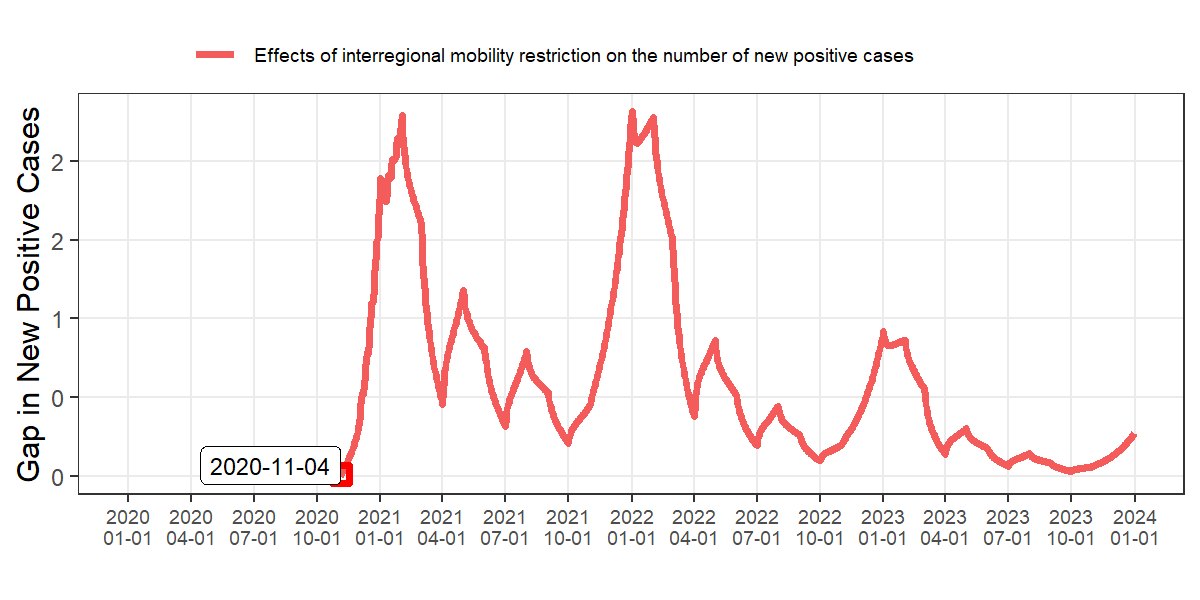 Effects of interregional mobility restriction on the number of new positive cases
Gap in New Positive Cases
2
2
1
0
0
2020-11-04
2020 2020 2020 2020 2021 2021 2021 2021 2022 2022 2022 2022 2023 2023 2023 2023 2024
01-01 04-01 07-01 10-01 01-01 04-01 07-01 10-01 01-01 04-01 07-01 10-01 01-01 04-01 07-01 10-01 01-01